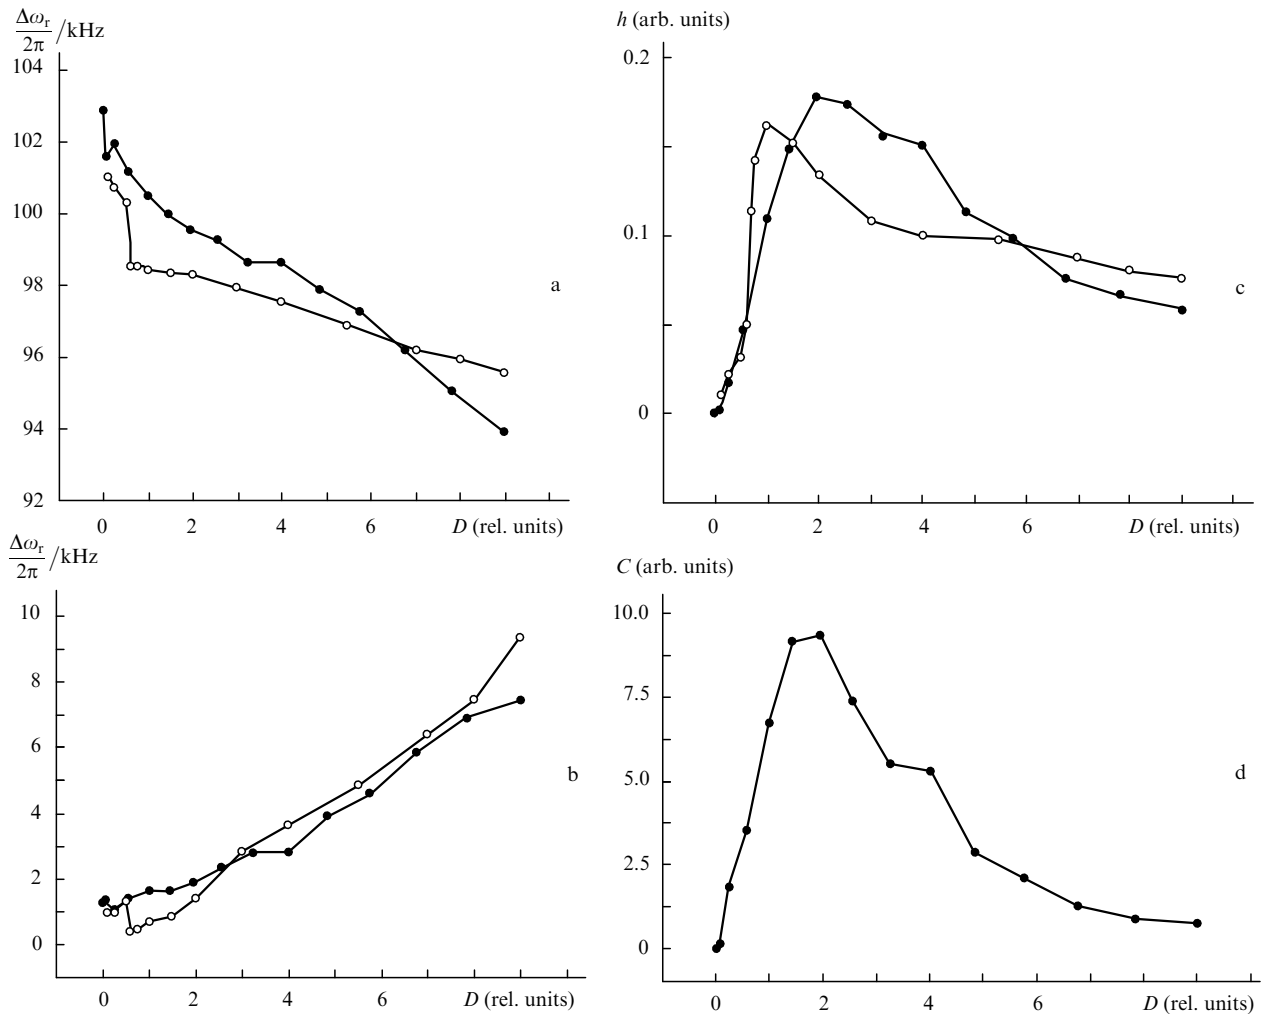 Δωr/2π /kHz
104
102
100
98
96
94
92
0 2 4 6 D (rel. units)
a
h (arb. units)
0.2
0.1
0
0 2 4 6 D (rel. units)
c
Δωr/2π /kHz
10
8
6
4
2
0
0 2 4 6 D (rel. units)
b
C (arb. units)
10.0
7.5
5.0
2.5
0
0 2 4 6 D (rel. units)
d